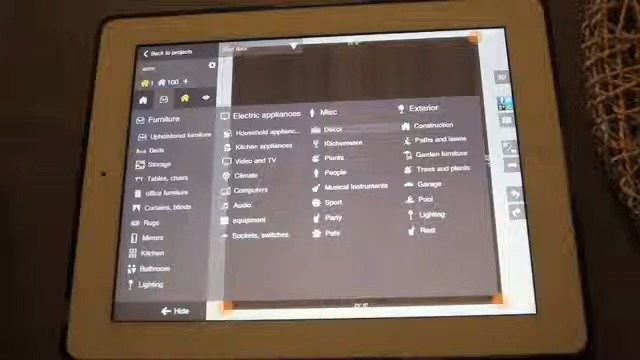 Back to projects
1 100 +
Furniture
Upholstered furniture
Beds
Storage
Tables, chairs
office furniture
Curtains, blinds
Rugs
Mirrors
Kitchen
Bathroom
Lighting
Hide
Electric appliances
Household applianc...
Kitchen appliances
Video and TV
Climate
Computers
Audio
equipment
Sockets, switches
Misc
Decor
Kitchenware
Plants
People
Musical Instruments
Sport
Party
Pets
Exterior
Construction
Paths and lawns
Garden furniture
Trees and plants
Garage
Pool
Lighting
Rest